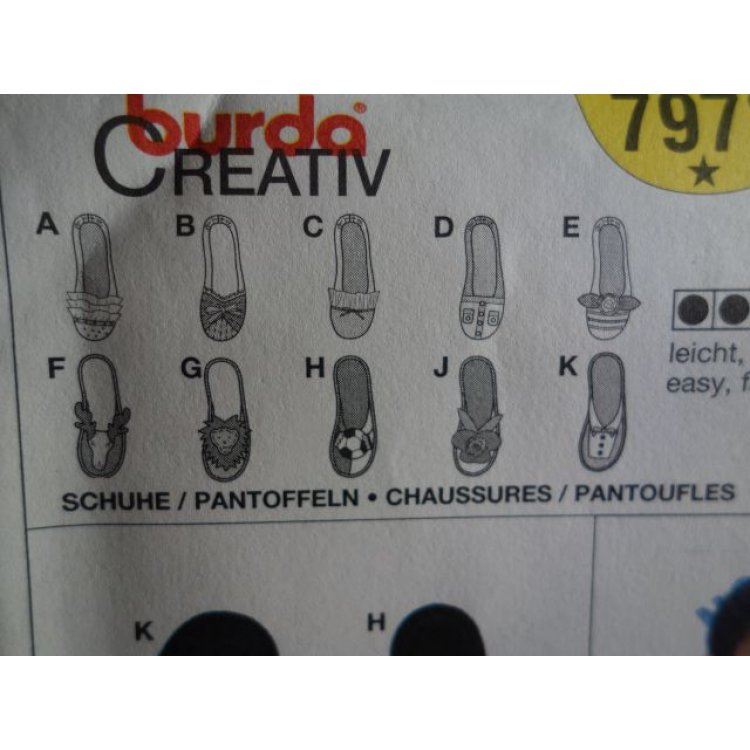 burda®
CREATIV
797
A B C D E
F G H J K
leicht,
easy, f
SCHUHE / PANTOFFELN • CHAUSSURES / PANTOUFLES
K H